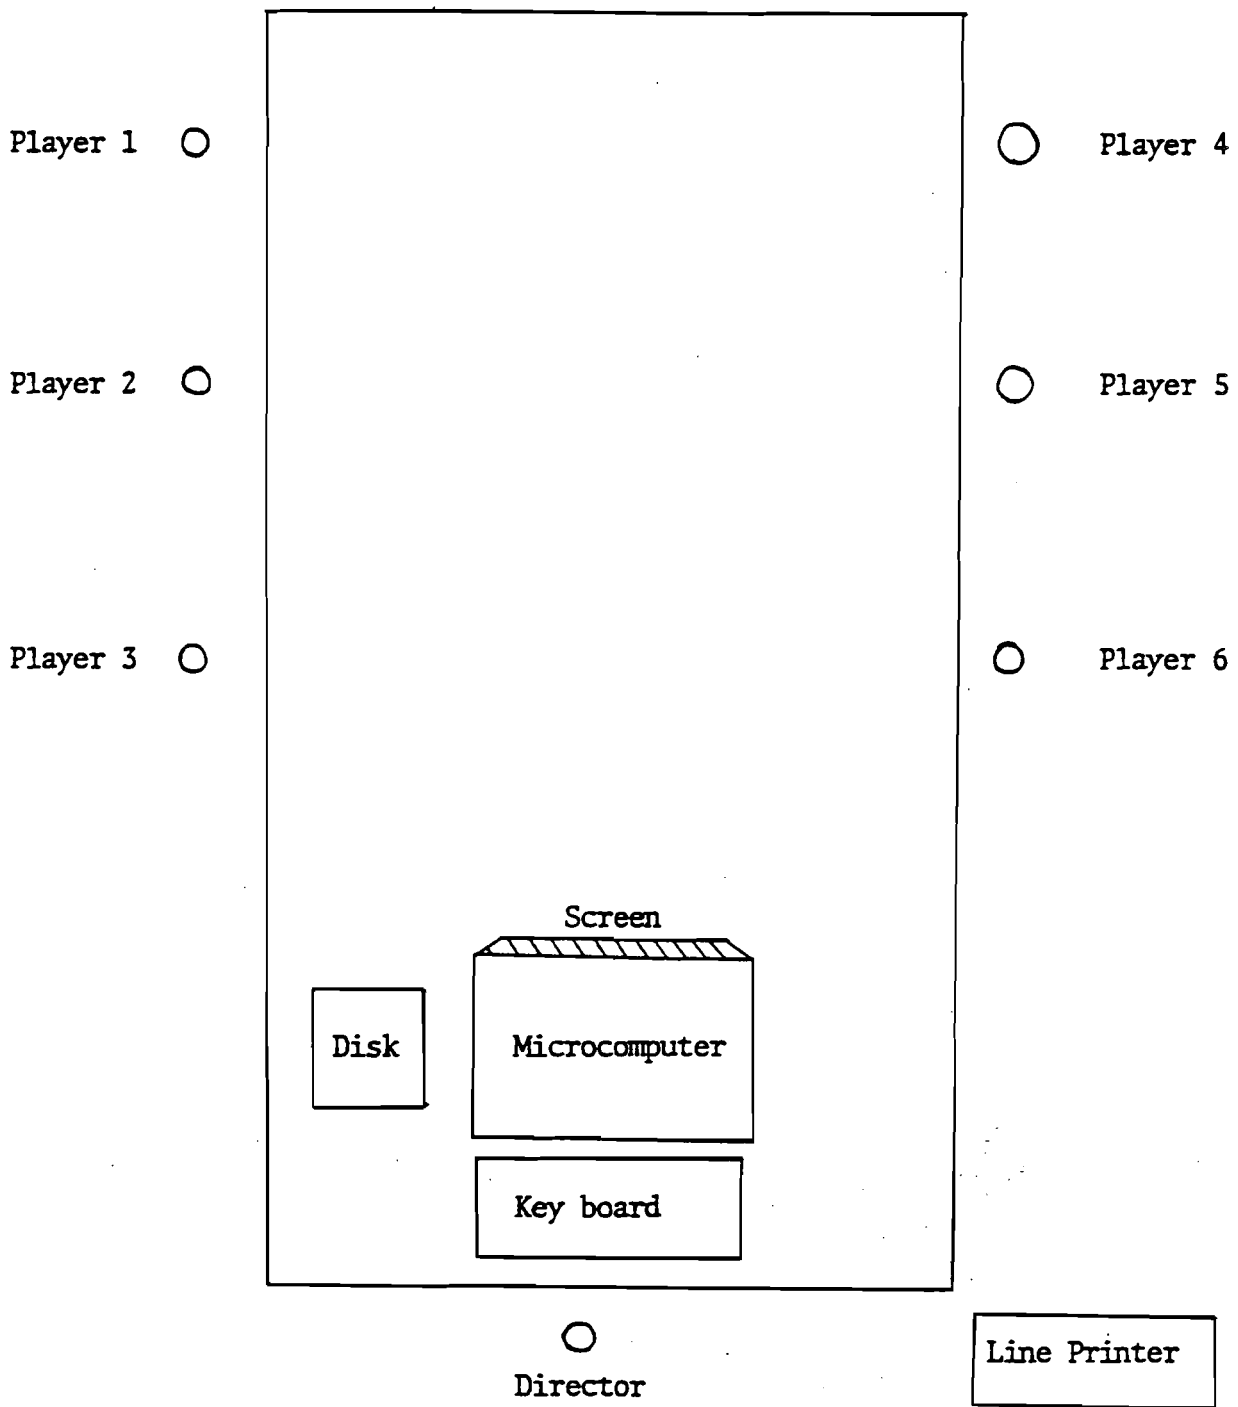 Player 1
Player 4
Player 2
Player 5
Player 3
Player 6
Screen
Disk
Microcomputer
Key board
Director
Line Printer